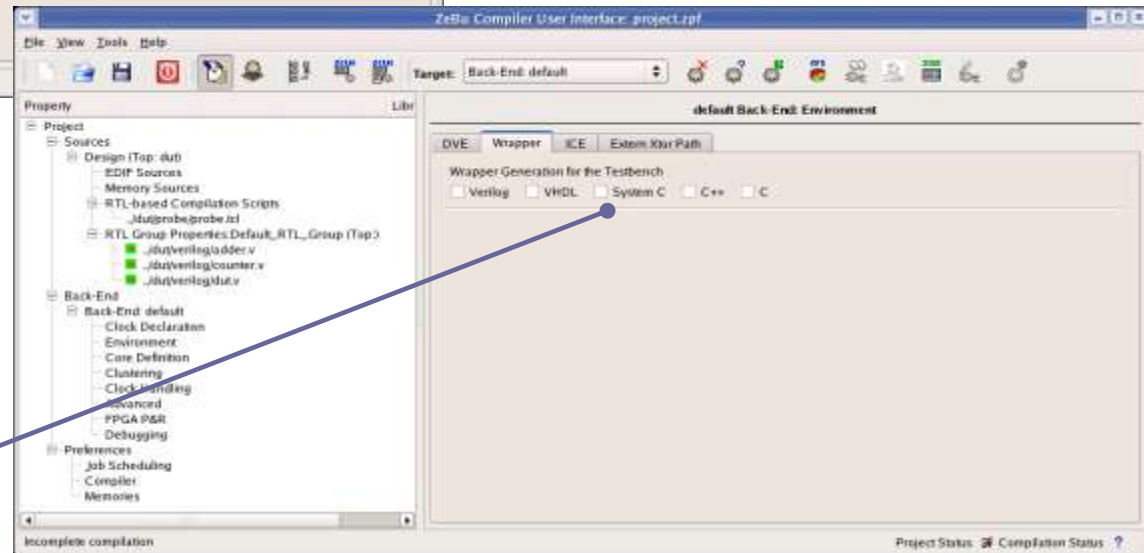 ZeBu Compiler User Interface: project.zpf
File View Tools Help
Target: Back-End: default
Property Libr
Project
Sources
Design (Top: dut)
EDIF Sources
Memory Sources
RTL-based Compilation Scripts
../dut/probe/probe.tcl
RTL Group Properties:Default_RTL_Group (Top:)
../dut/verilog/adder.v
../dut/verilog/counter.v
../dut/verilog/dut.v
Back-End
Back-End: default
Clock Declaration
Environment
Core Definition
Clustering
Clock Handling
Advanced
FPGA P&R
Debugging
Preferences
Job Scheduling
Compiler
Memories
default Back-End: Environment
DVE Wrapper ICE Extern Xtor Path
Wrapper Generation for the Testbench
Verilog VHDL System C C++ C
Incomplete compilation
Project Status Compilation Status ?